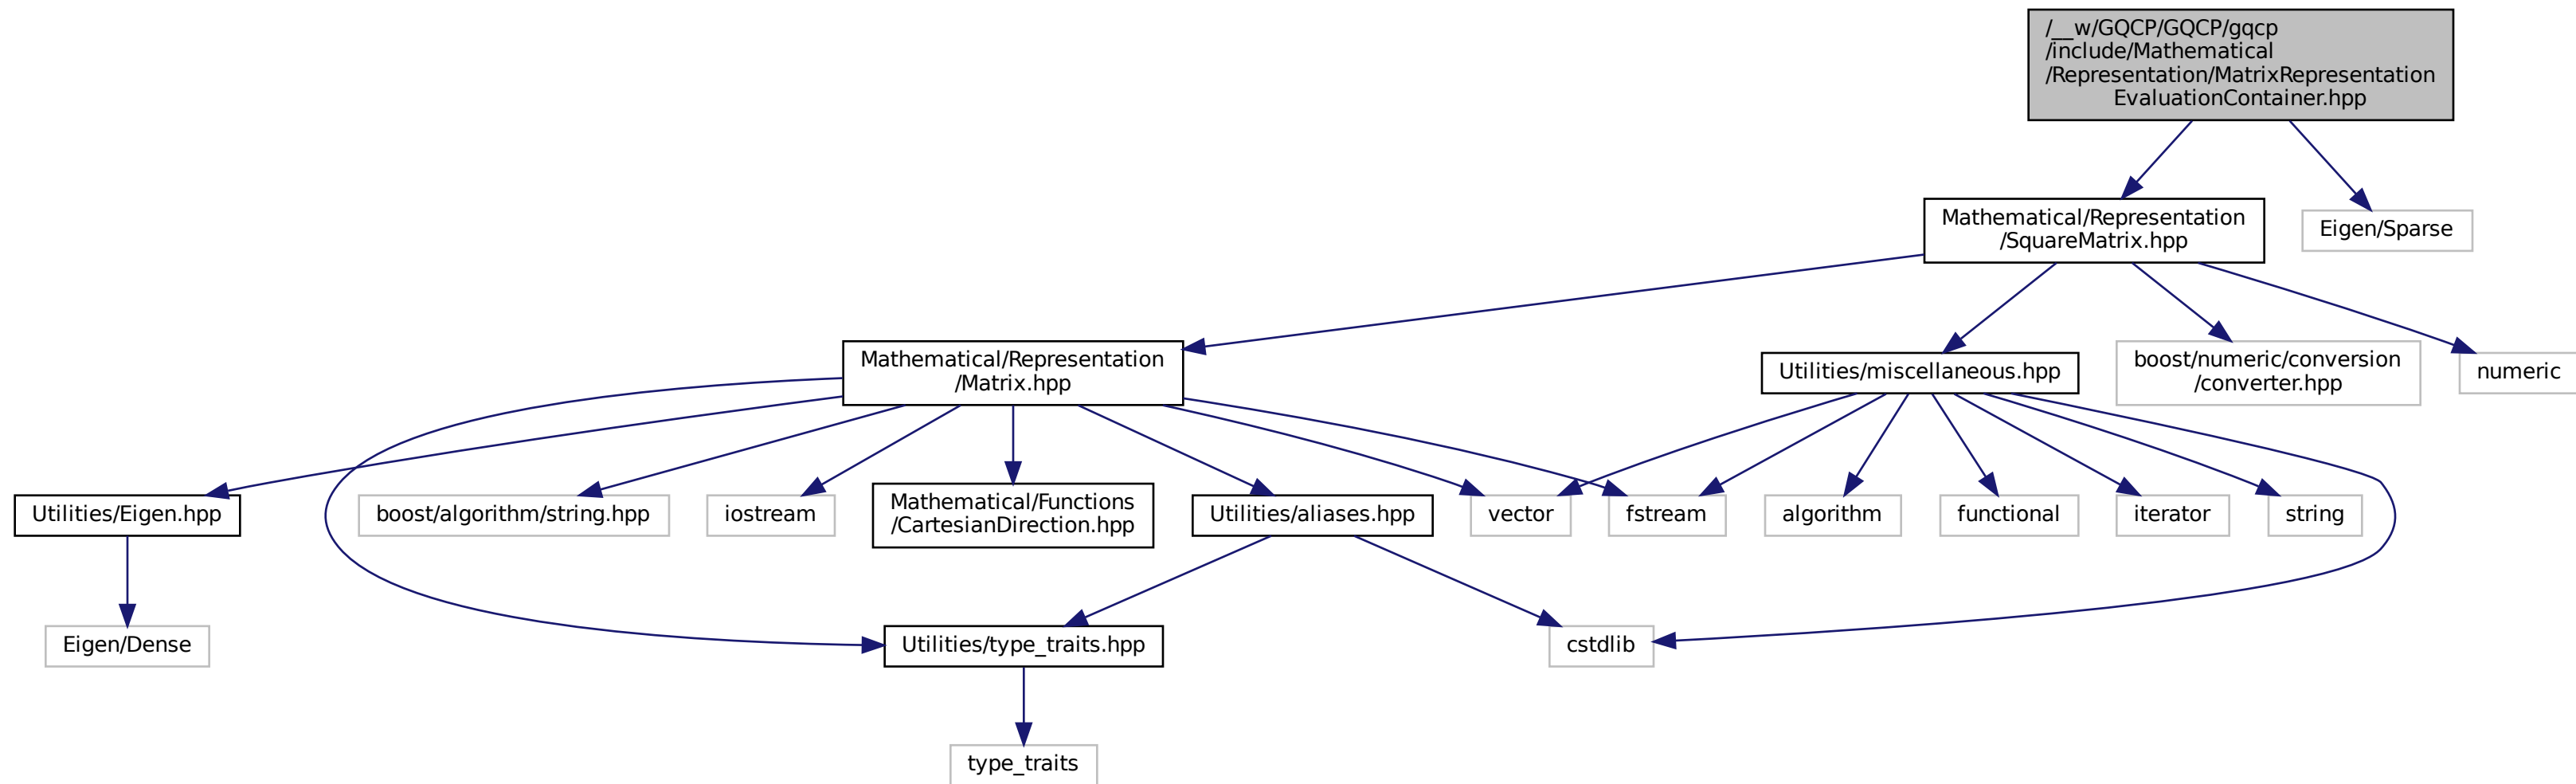 /__w/GQCP/GQCP/gqcp
/include/Mathematical
/Representation/MatrixRepresentation
EvaluationContainer.hpp
Mathematical/Representation
/SquareMatrix.hpp
Eigen/Sparse
Mathematical/Representation
/Matrix.hpp
Utilities/miscellaneous.hpp
boost/numeric/conversion
/converter.hpp
numeric
Utilities/Eigen.hpp
boost/algorithm/string.hpp
iostream
Mathematical/Functions
/CartesianDirection.hpp
Utilities/aliases.hpp
vector
fstream
algorithm
functional
iterator
string
Eigen/Dense
Utilities/type_traits.hpp
cstdlib
type_traits